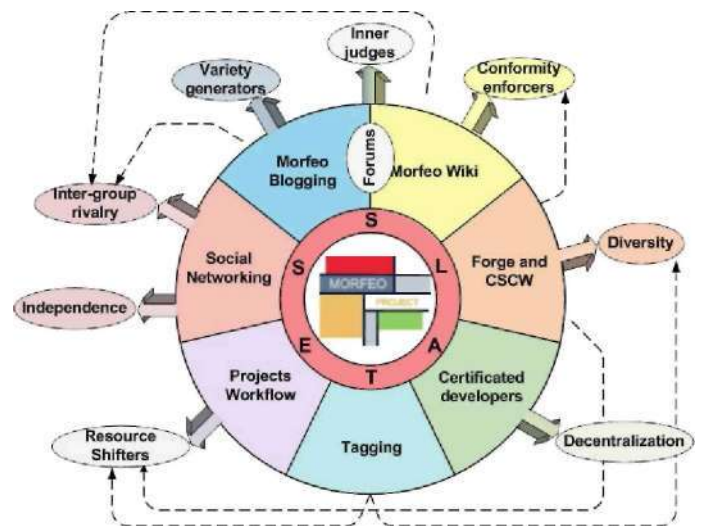 Inner
judges
Variety
generators
Conformity
enforcers
Morfeo
Blogging
Forums
Morfeo Wiki
Inter-group
rivalry
Diversity
Social
Networking
Forge and
CSCW
S
L
A
T
E
S
MORFEO
PROJECT
Independence
Projects
Workflow
Certificated
developers
Tagging
Resource
Shifters
Decentralization